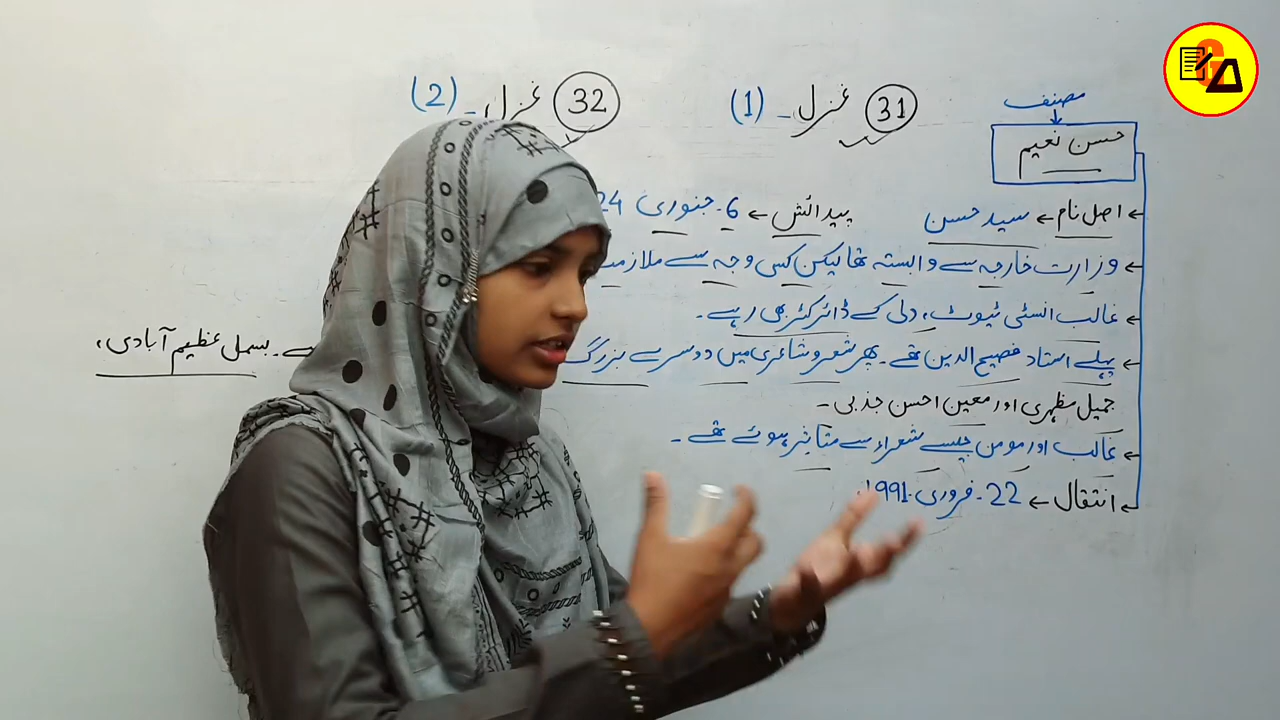 31 غزل ـ (1)
32 غزل ـ (2)
مصنف
حسن نعیم
اصل نام ← سید حسن پیدائش ← 6 ۔ جنوری
وزارت خارجہ سے وابستہ تھا لیکن کسی وجہ سے
غالب انسٹی ٹیوٹ، دلی کے ڈائرکٹر بھی رہے۔
پہلے استاد فصیح الدین تھے ۔ پھر شعر و شاعری میں دوسرے بزرگ ۔ بسمل عظیم آبادی،
جمیل مظہری اور معین احسن جذبی ۔
غالب اور مومن جیسے شعراء سے متاثر ہوئے تھے ۔
انتقال ← 22 ۔ فروری 1991ء